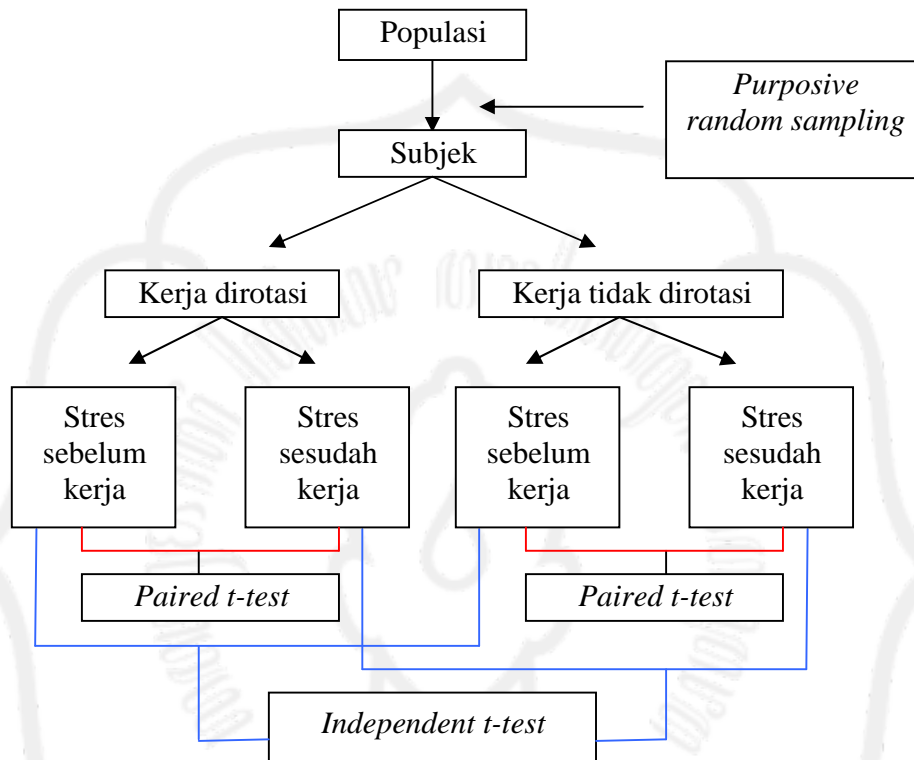 Populasi
Purposive
random sampling
Subjek
Kerja dirotasi
Kerja tidak dirotasi
Stres
sebelum
kerja
Stres
sesudah
kerja
Stres
sebelum
kerja
Stres
sesudah
kerja
Paired t-test
Paired t-test
Independent t-test